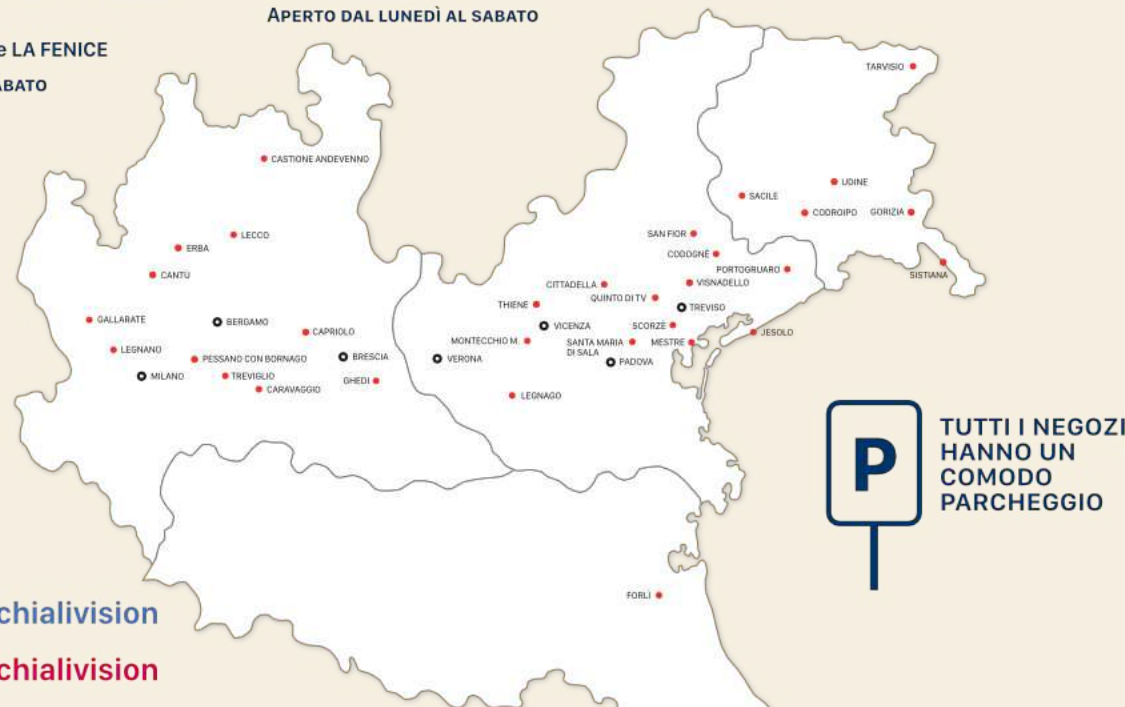 APERTO DAL LUNEDÌ AL SABATO
e LA FENICE
ABATO
TARVISIO
CASTIONE ANDEVENNO
UDINE
SACILE
CODROIPO
GORIZIA
LECCO
SAN FIOR
ERBA
CODOGNÈ
PORTOGRUARO
SISTIANA
CANTÙ
CITTADELLA
VISNADELLO
QUINTO DI TV
THIENE
TREVISO
GALLARATE
BERGAMO
VICENZA
SCORZÈ
CAPRIOLO
JESOLO
MONTECCHIO M.
SANTA MARIA
DI SALA
MESTRE
LEGNANO
PESSANO CON BORNAGO
BRESCIA
VERONA
PADOVA
MILANO
TREVIGLIO
GHEDI
CARAVAGGIO
LEGNAGO
P
TUTTI I NEGOZI
HANNO UN
COMODO
PARCHEGGIO
FORLÌ
chialivision
chialivision